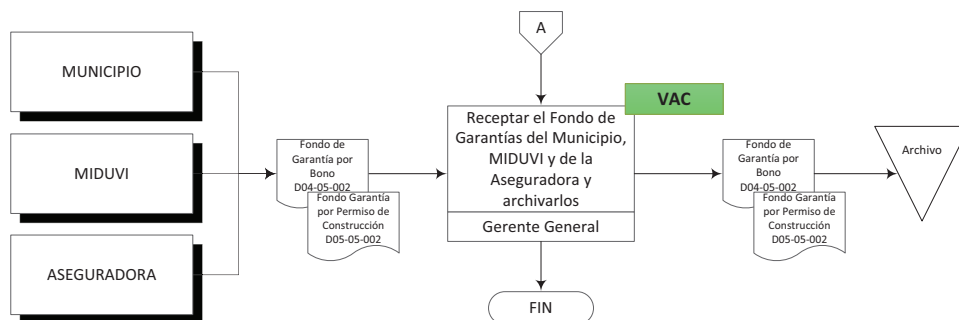 MUNICIPIO
MIDUVI
ASEGURADORA
Fondo de
Garantía por
Bono
D04-05-002
Fondo Garantía
por Permiso de
Construcción
D05-05-002
A
VAC
Receptar el Fondo de
Garantías del Municipio,
MIDUVI y de la
Aseguradora y
archivarlos
Gerente General
FIN
Fondo de
Garantía por
Bono
D04-05-002
Fondo Garantía
por Permiso de
Construcción
D05-05-002
Archivo